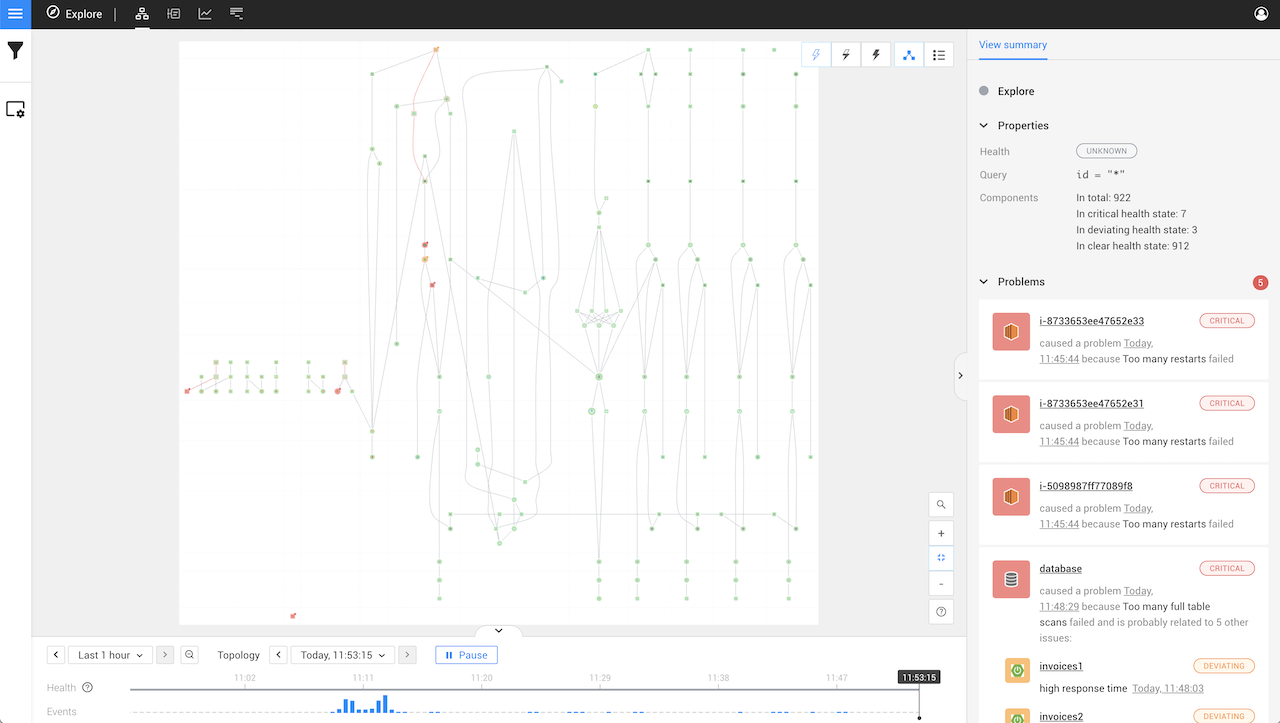 Explore
View summary
Explore
Properties
Health UNKNOWN
Query id = "*"
Components In total: 922
In critical health state: 7
In deviating health state: 3
In clear health state: 912
Problems 5
i-8733653ee47652e33 CRITICAL
caused a problem Today,
11:45:44 because Too many restarts failed
i-8733653ee47652e31 CRITICAL
caused a problem Today,
11:45:44 because Too many restarts failed
i-5098987ff77089f8 CRITICAL
caused a problem Today,
11:45:44 because Too many restarts failed
database CRITICAL
caused a problem Today,
11:48:29 because Too many full table
scans failed and is probably related to 5 other
issues:
invoices1 DEVIATING
high response time Today, 11:48:03
invoices2 DEVIATING
Last 1 hour Topology Today, 11:53:15 Pause
11:02 11:11 11:20 11:29 11:38 11:47 11:53:15
Health
Events